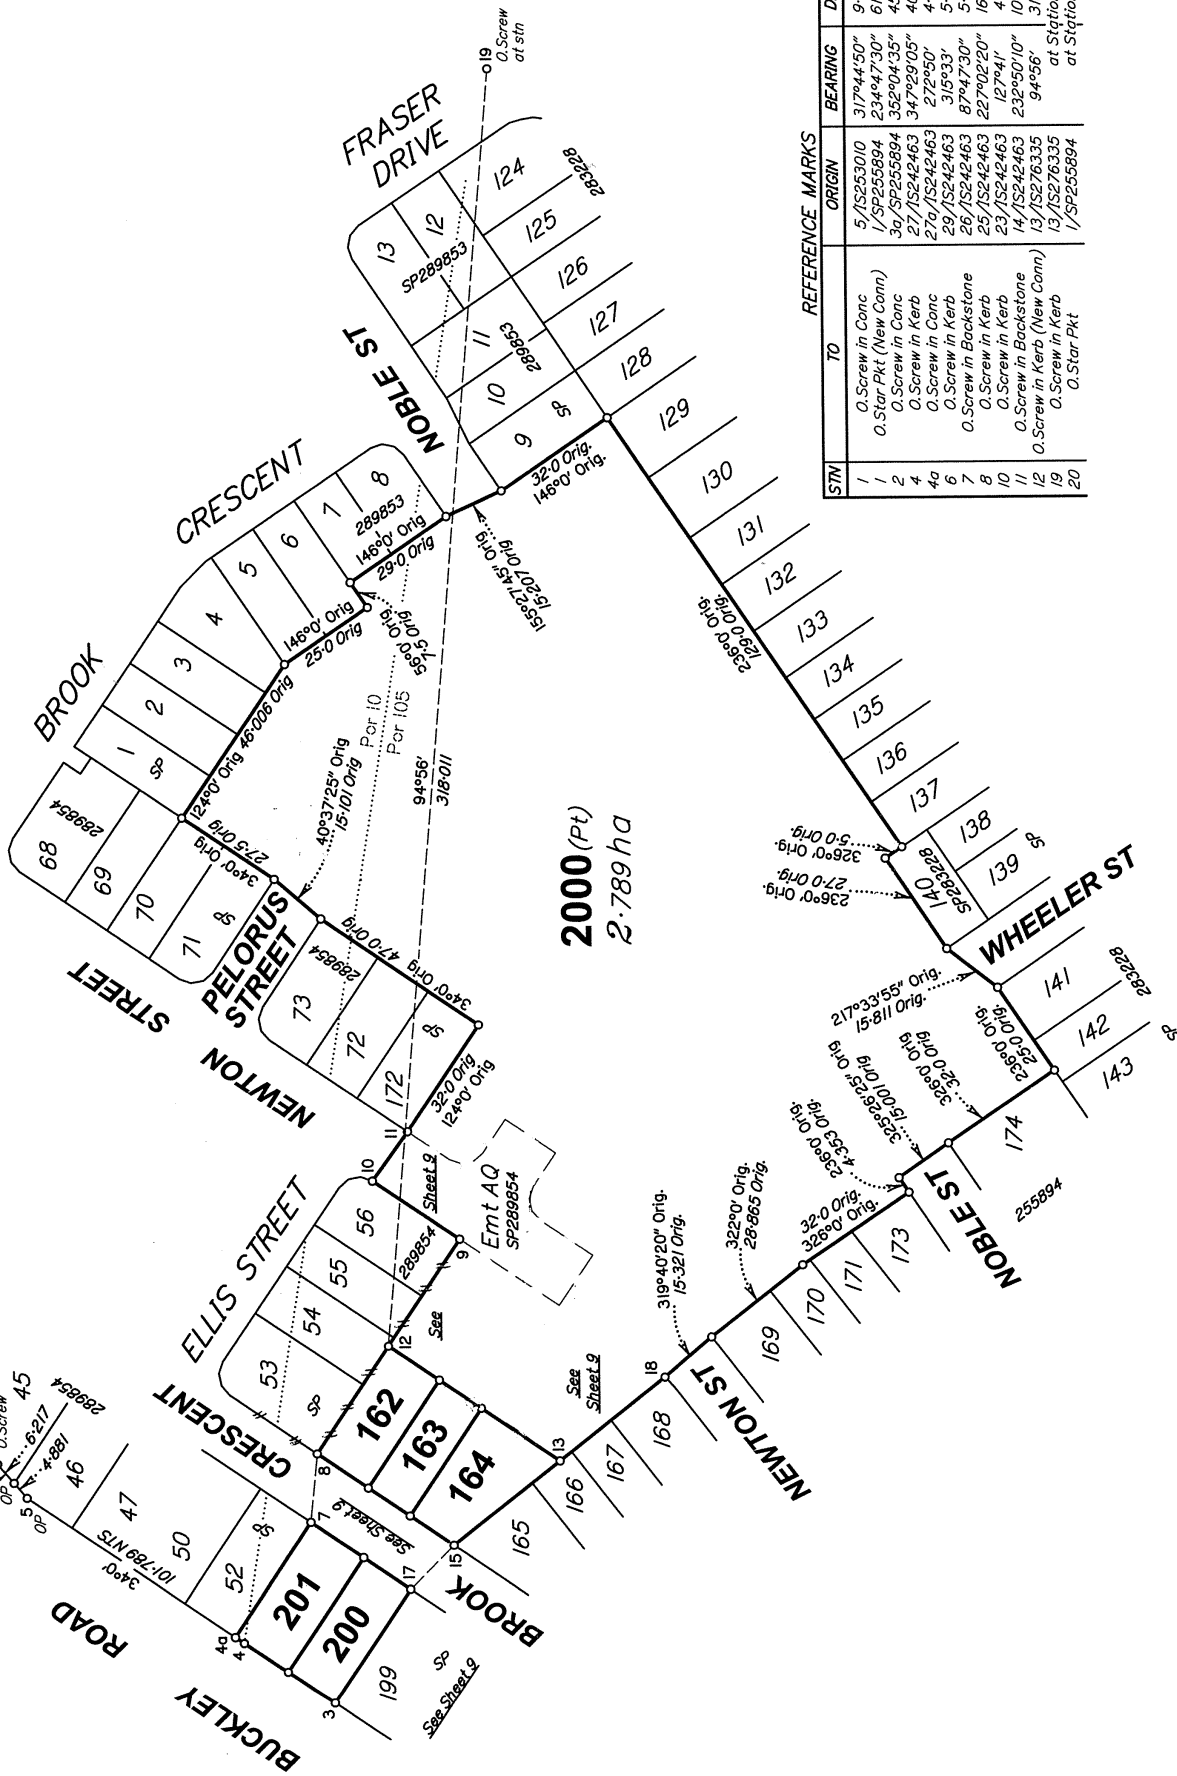 O.Screw
at stn
19
FRASER
DRIVE
13
12
SP289853
124
283228
125
126
127
128
11
289853
10
9
SP
NOBLE ST
CRESCENT
BROOK
1
SP
2
3
4
5
6
7
8
289853
146°0' Orig
29·0 Orig
146°0' Orig
25·0 Orig
56°0' Orig
7·5 Orig
155°27'45" Orig
15·207 Orig
32·0 Orig.
146°0' Orig.
124°0' Orig 46·006 Orig
68
289854
69
70
71
SP
34°0' Orig
27·5 Orig
40°37'25" Orig
15·101 Orig
Por 10
Por 105
94°56'
318·011
STREET
PELORUS
STREET
73
289854
72
172
SP
47·0 Orig
34°0' Orig
NEWTON
11
32·0 Orig
124°0' Orig
2000 (Pt)
2·789 ha
129
130
131
132
133
134
135
136
137
138
139
SP
236°0' Orig.
129·0 Orig.
326°0' Orig.
5·0 Orig.
236°0' Orig.
27·0 Orig.
140
SP283228
WHEELER ST
217°33'55" Orig.
15·811 Orig.
141
142
143
283228
SP
236°0' Orig.
25·0 Orig.
326°0' Orig
32·0 Orig
325°26'25" Orig
15·001 Orig
236°0' Orig.
4·353 Orig.
174
NOBLE ST
255894
32·0 Orig.
326°0' Orig.
173
171
170
169
322°0' Orig.
28·865 Orig.
319°40'20" Orig.
15·321 Orig.
18
168
167
166
165
NEWTON ST
See
Sheet 9
13
15
10
Sheet 9
Emt AQ
SP289854
9
ELLIS STREET
56
55
54
53
SP
289854
See
12
CRESCENT
8
162
163
164
See Sheet 9
7
17
BROOK
O.Screw
45
289854
6·217
4·881
OP
5
OP
46
47
50
52
SP
34°0'
101·789 NTS
4a
4
201
200
3
199
SP
See Sheet 9
ROAD
BUCKLEY
REFERENCE MARKS
STN TO ORIGIN BEARING D
1 O.Screw in Conc 5/IS253010 317°44'50" 9·
1 O.Star Pkt (New Conn) 1/SP255894 234°47'30" 61
2 O.Screw in Conc 3a/SP255894 352°04'35" 45
4 O.Screw in Kerb 27/IS242463 347°29'05" 40
4a O.Screw in Conc 27a/IS242463 272°50' 4·
6 O.Screw in Kerb 29/IS242463 315°33' 5·
7 O.Screw in Backstone 26/IS242463 87°47'30" 5·
8 O.Screw in Kerb 25/IS242463 227°02'20" 16
10 O.Screw in Kerb 23/IS242463 127°41' 4
11 O.Screw in Backstone 14/IS242463 232°50'10" 10
12 O.Screw in Kerb (New Conn) 13/IS276335 94°56' 31
19 O.Screw in Kerb 13/IS276335 at Statio
20 O.Star Pkt 1/SP255894 at Statio